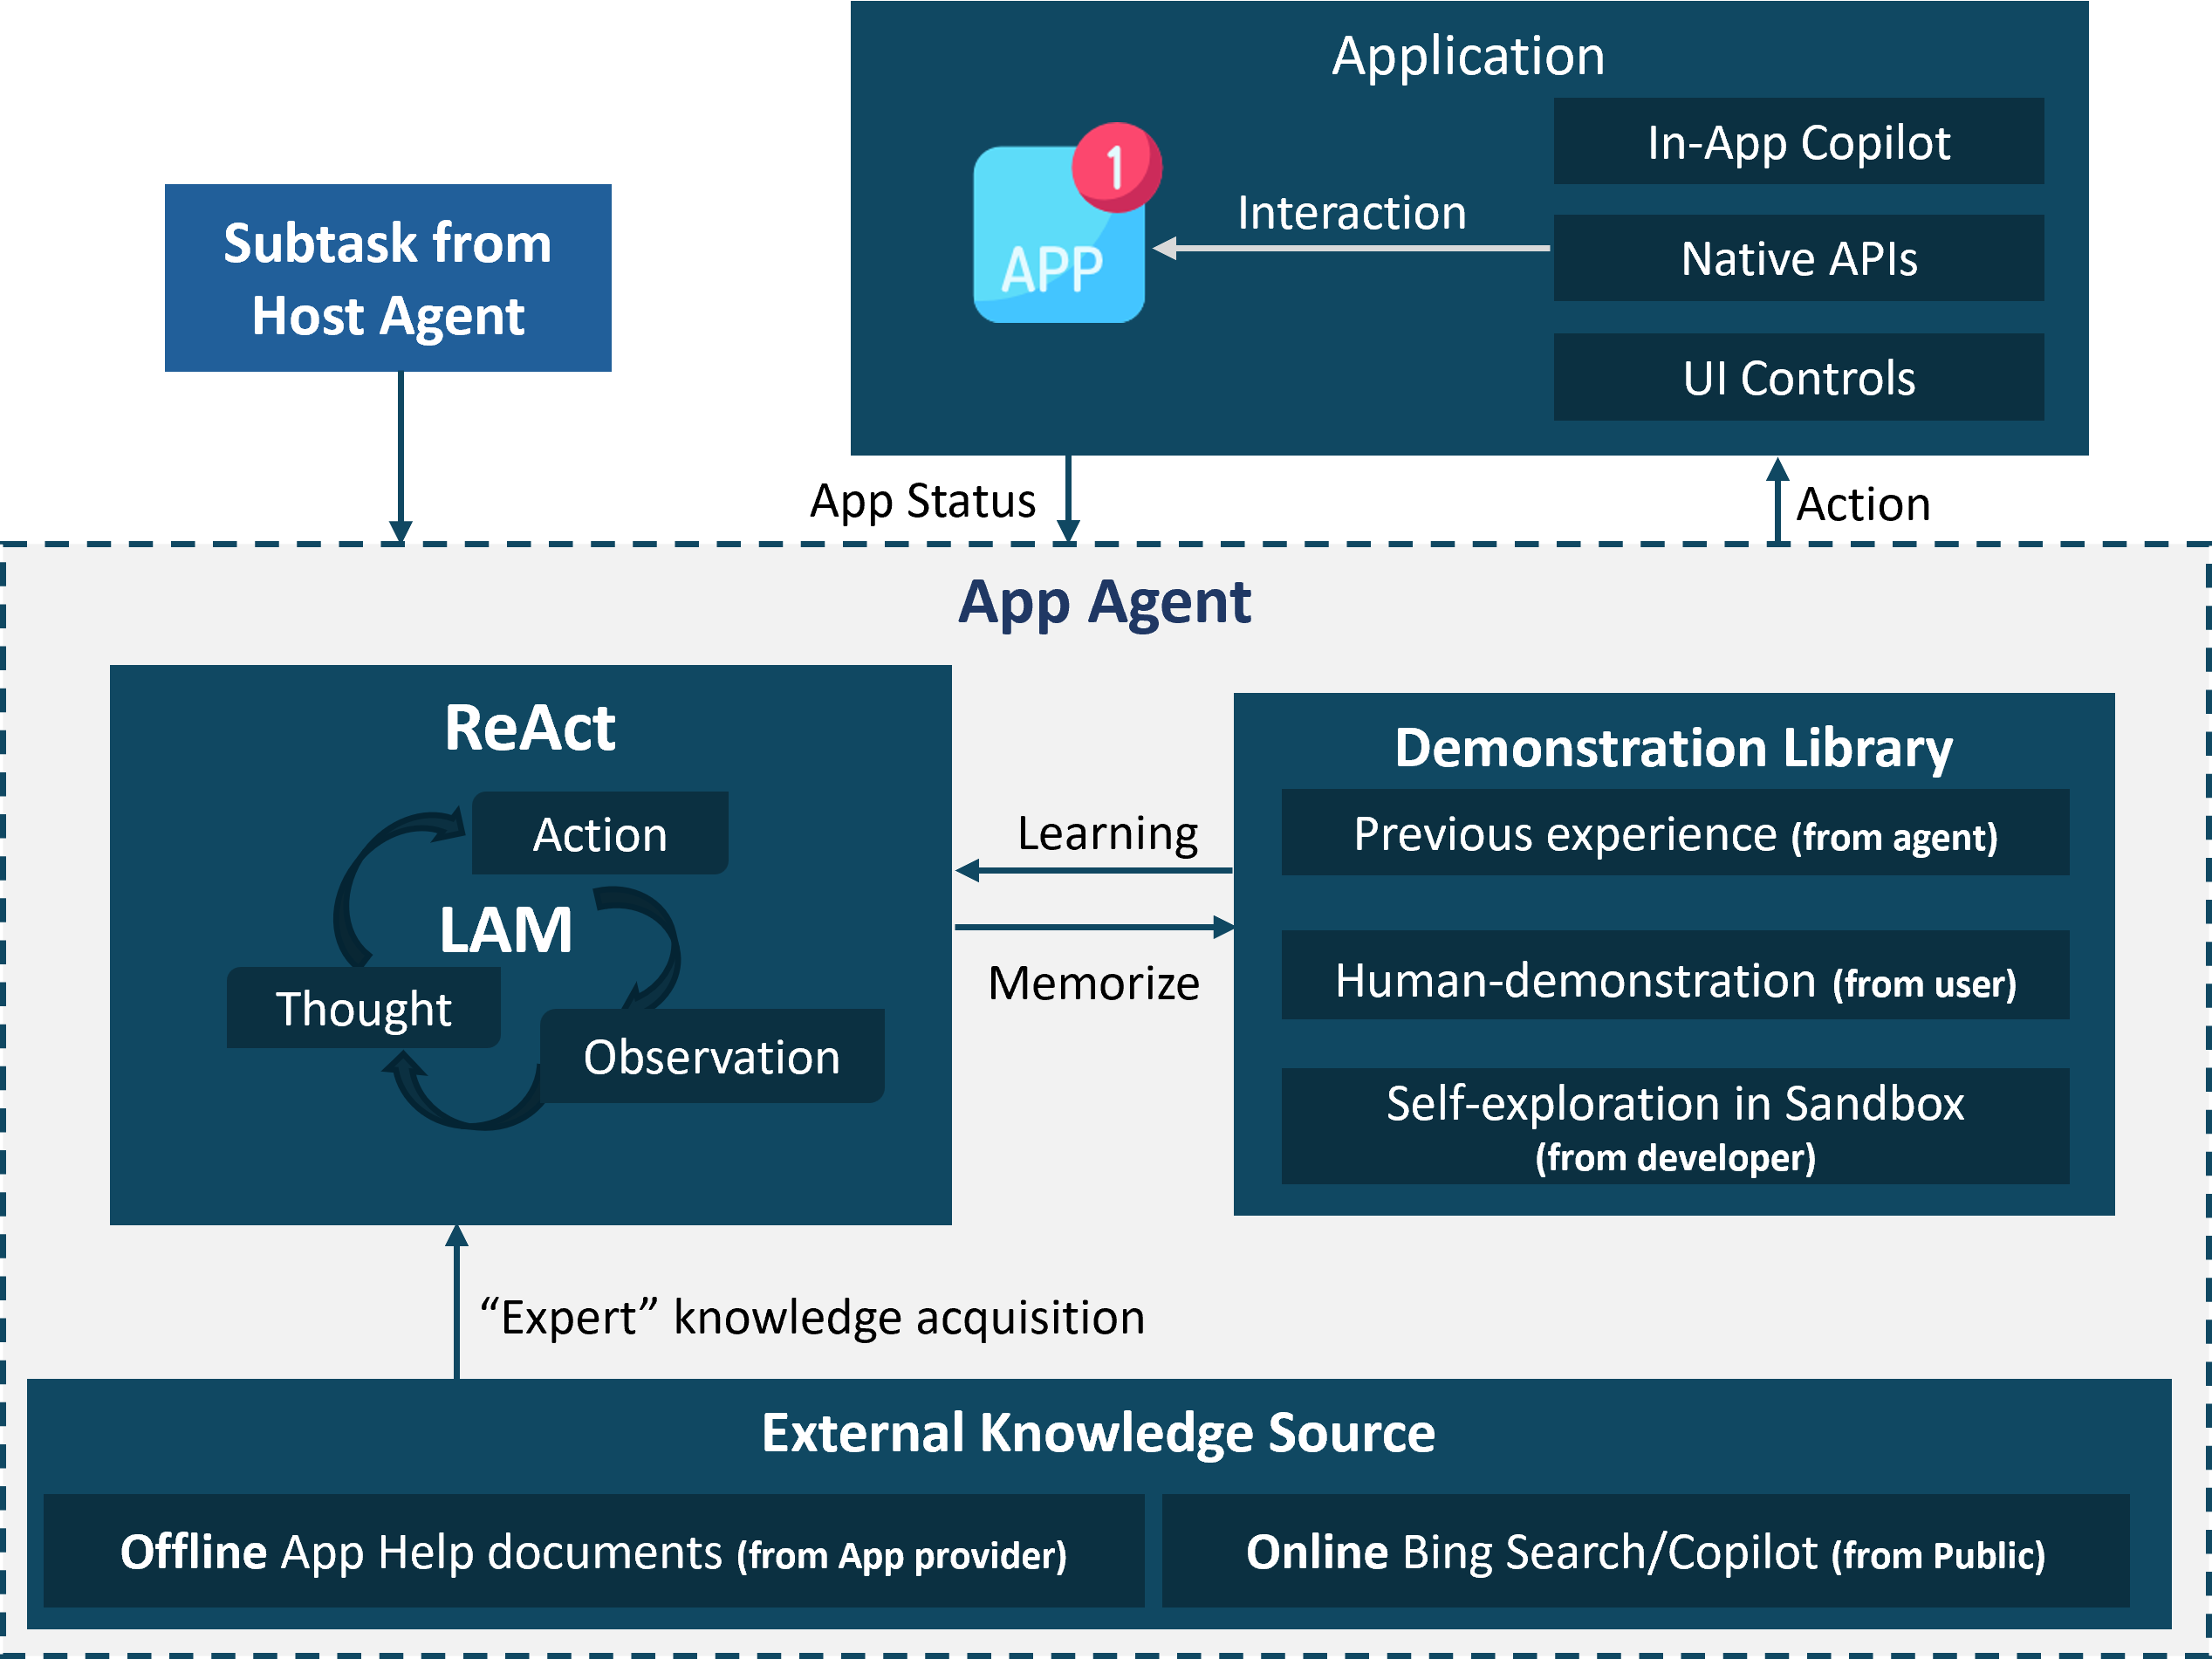 Application
In-App Copilot
1
Interaction
APP
Native APIs
UI Controls
Subtask from
Host Agent
App Status
Action
App Agent
ReAct
Action
LAM
Thought
Observation
Learning
Memorize
Demonstration Library
Previous experience (from agent)
Human-demonstration (from user)
Self-exploration in Sandbox
(from developer)
“Expert” knowledge acquisition
External Knowledge Source
Offline App Help documents (from App provider)
Online Bing Search/Copilot (from Public)